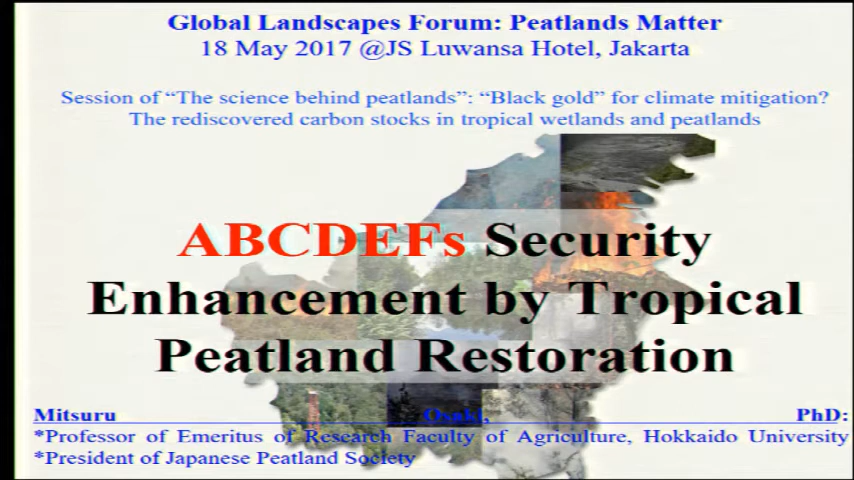 Global Landscapes Forum: Peatlands Matter
18 May 2017 @JS Luwansa Hotel, Jakarta
Session of “The science behind peatlands”: “Black gold” for climate mitigation?
The rediscovered carbon stocks in tropical wetlands and peatlands
ABCDEFs Security
Enhancement by Tropical
Peatland Restoration
Mitsuru Osaki, PhD:
*Professor of Emeritus of Research Faculty of Agriculture, Hokkaido University
*President of Japanese Peatland Society